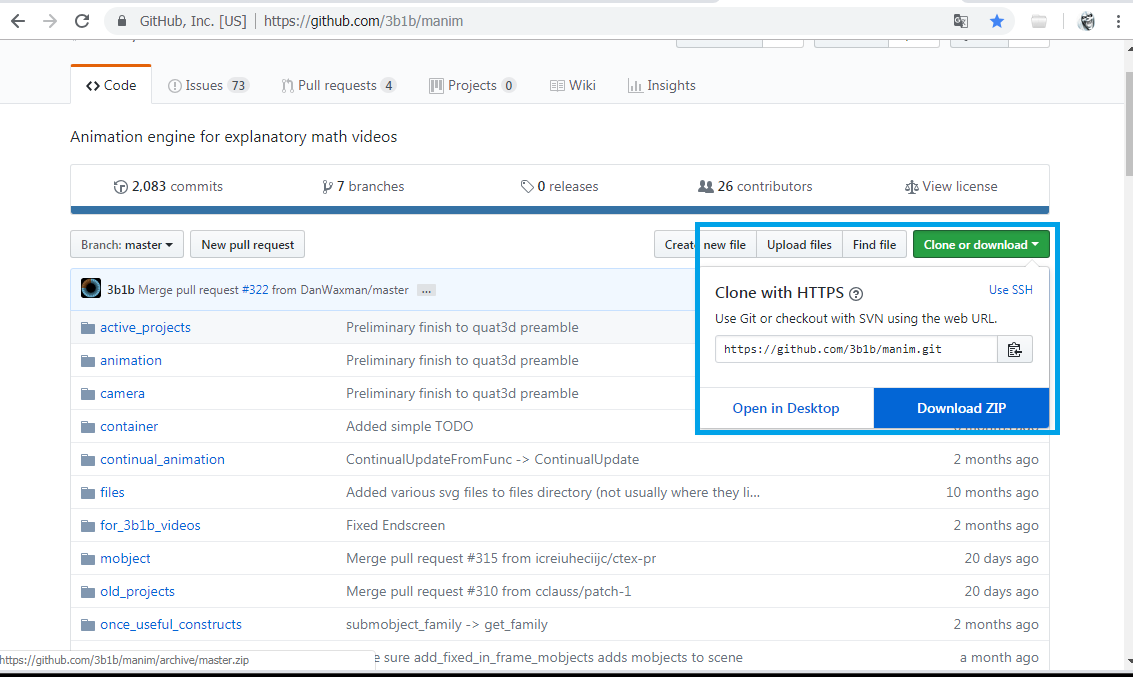 GitHub, Inc. [US] | https://github.com/3b1b/manim
Code Issues 73 Pull requests 4 Projects 0 Wiki Insights
Animation engine for explanatory math videos
2,083 commits 7 branches 0 releases 26 contributors View license
Branch: master New pull request Create new file Upload files Find file Clone or download
3b1b Merge pull request #322 from DanWaxman/master ...
Clone with HTTPS ? Use SSH
Use Git or checkout with SVN using the web URL.
https://github.com/3b1b/manim.git
Open in Desktop Download ZIP
active_projects Preliminary finish to quat3d preamble
animation Preliminary finish to quat3d preamble
camera Preliminary finish to quat3d preamble
container Added simple TODO
continual_animation ContinualUpdateFromFunc -> ContinualUpdate 2 months ago
files Added various svg files to files directory (not usually where they li... 10 months ago
for_3b1b_videos Fixed Endscreen 2 months ago
mobject Merge pull request #315 from icreiuheciijc/ctex-pr 20 days ago
old_projects Merge pull request #310 from cclauss/patch-1 20 days ago
once_useful_constructs submobject_family -> get_family 2 months ago
https://github.com/3b1b/manim/archive/master.zip e sure add_fixed_in_frame_mobjects adds mobjects to scene a month ago